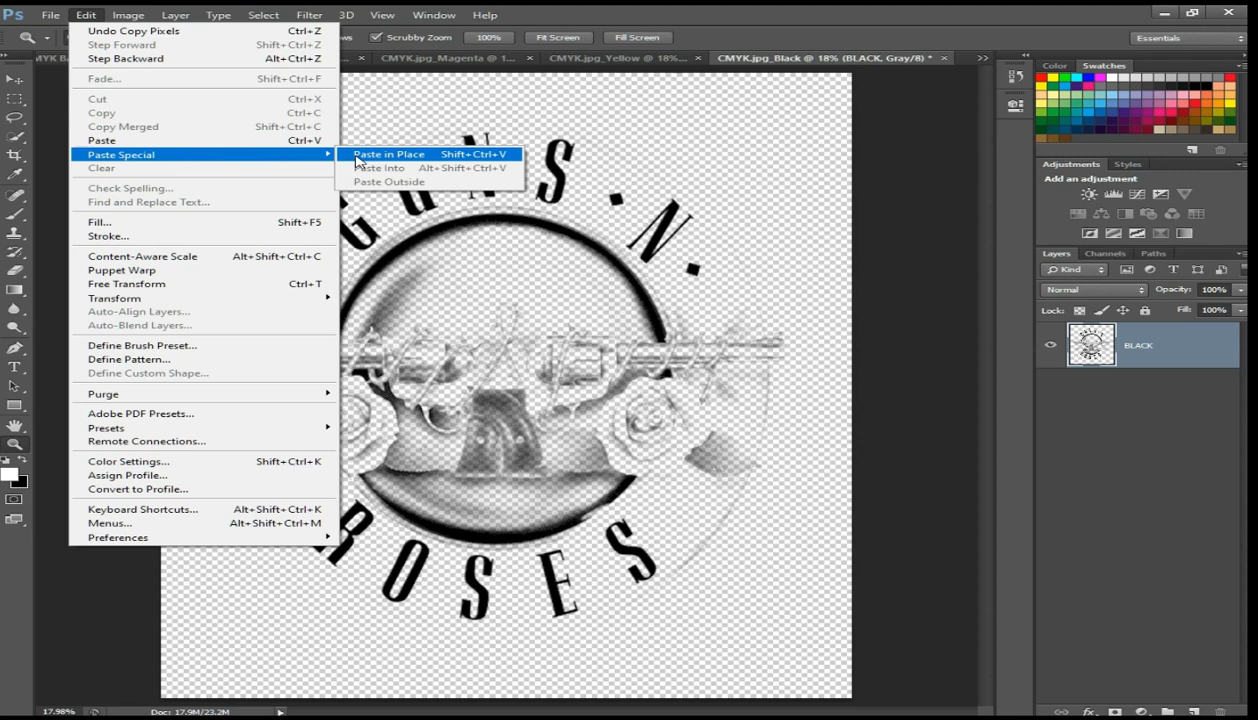 Ps File Edit Image Layer Type Select Filter 3D View Window Help
Scrubby Zoom 100% Fit Screen Fill Screen Essentials
CMYK.jpg_Magenta @ 1... × CMYK.jpg_Yellow @ 18%... × CMYK.jpg_Black @ 18% (BLACK, Gray/8) * ×
Undo Copy Pixels Ctrl+Z
Step Forward Shift+Ctrl+Z
Step Backward Alt+Ctrl+Z
Fade... Shift+Ctrl+F
Cut Ctrl+X
Copy Ctrl+C
Copy Merged Shift+Ctrl+C
Paste Ctrl+V
Paste Special
Clear
Check Spelling...
Find and Replace Text...
Fill... Shift+F5
Stroke...
Content-Aware Scale Alt+Shift+Ctrl+C
Puppet Warp
Free Transform Ctrl+T
Transform
Auto-Align Layers...
Auto-Blend Layers...
Define Brush Preset...
Define Pattern...
Define Custom Shape...
Purge
Adobe PDF Presets...
Presets
Remote Connections...
Color Settings... Shift+Ctrl+K
Assign Profile...
Convert to Profile...
Keyboard Shortcuts... Alt+Shift+Ctrl+K
Menus... Alt+Shift+Ctrl+M
Preferences
Paste in Place Shift+Ctrl+V
Paste Into Alt+Shift+Ctrl+V
Paste Outside
G U N S · N ·
R O S E S
Color Swatches
Adjustments Styles
Add an adjustment
Layers Channels Paths
Kind
Normal Opacity: 100%
Lock: Fill: 100%
BLACK
17.98% Doc: 17.9M/23.2M